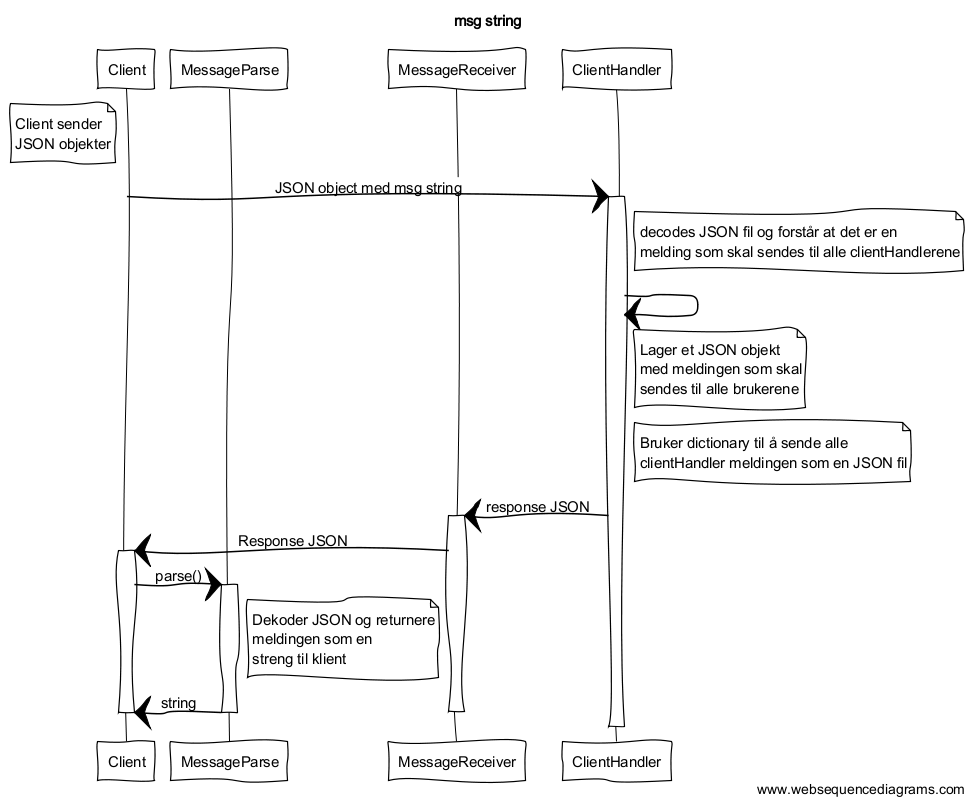 msg string
Client
MessageParse
MessageReceiver
ClientHandler
Client sender
JSON objekter
JSON object med msg string
decodes JSON fil og forstår at det er en
melding som skal sendes til alle clientHandlerene
Lager et JSON objekt
med meldingen som skal
sendes til alle brukerene
Bruker dictionary til å sende alle
clientHandler meldingen som en JSON fil
response JSON
Response JSON
parse()
Dekoder JSON og returnere
meldingen som en
streng til klient
string
Client
MessageParse
MessageReceiver
ClientHandler
www.websequencediagrams.com